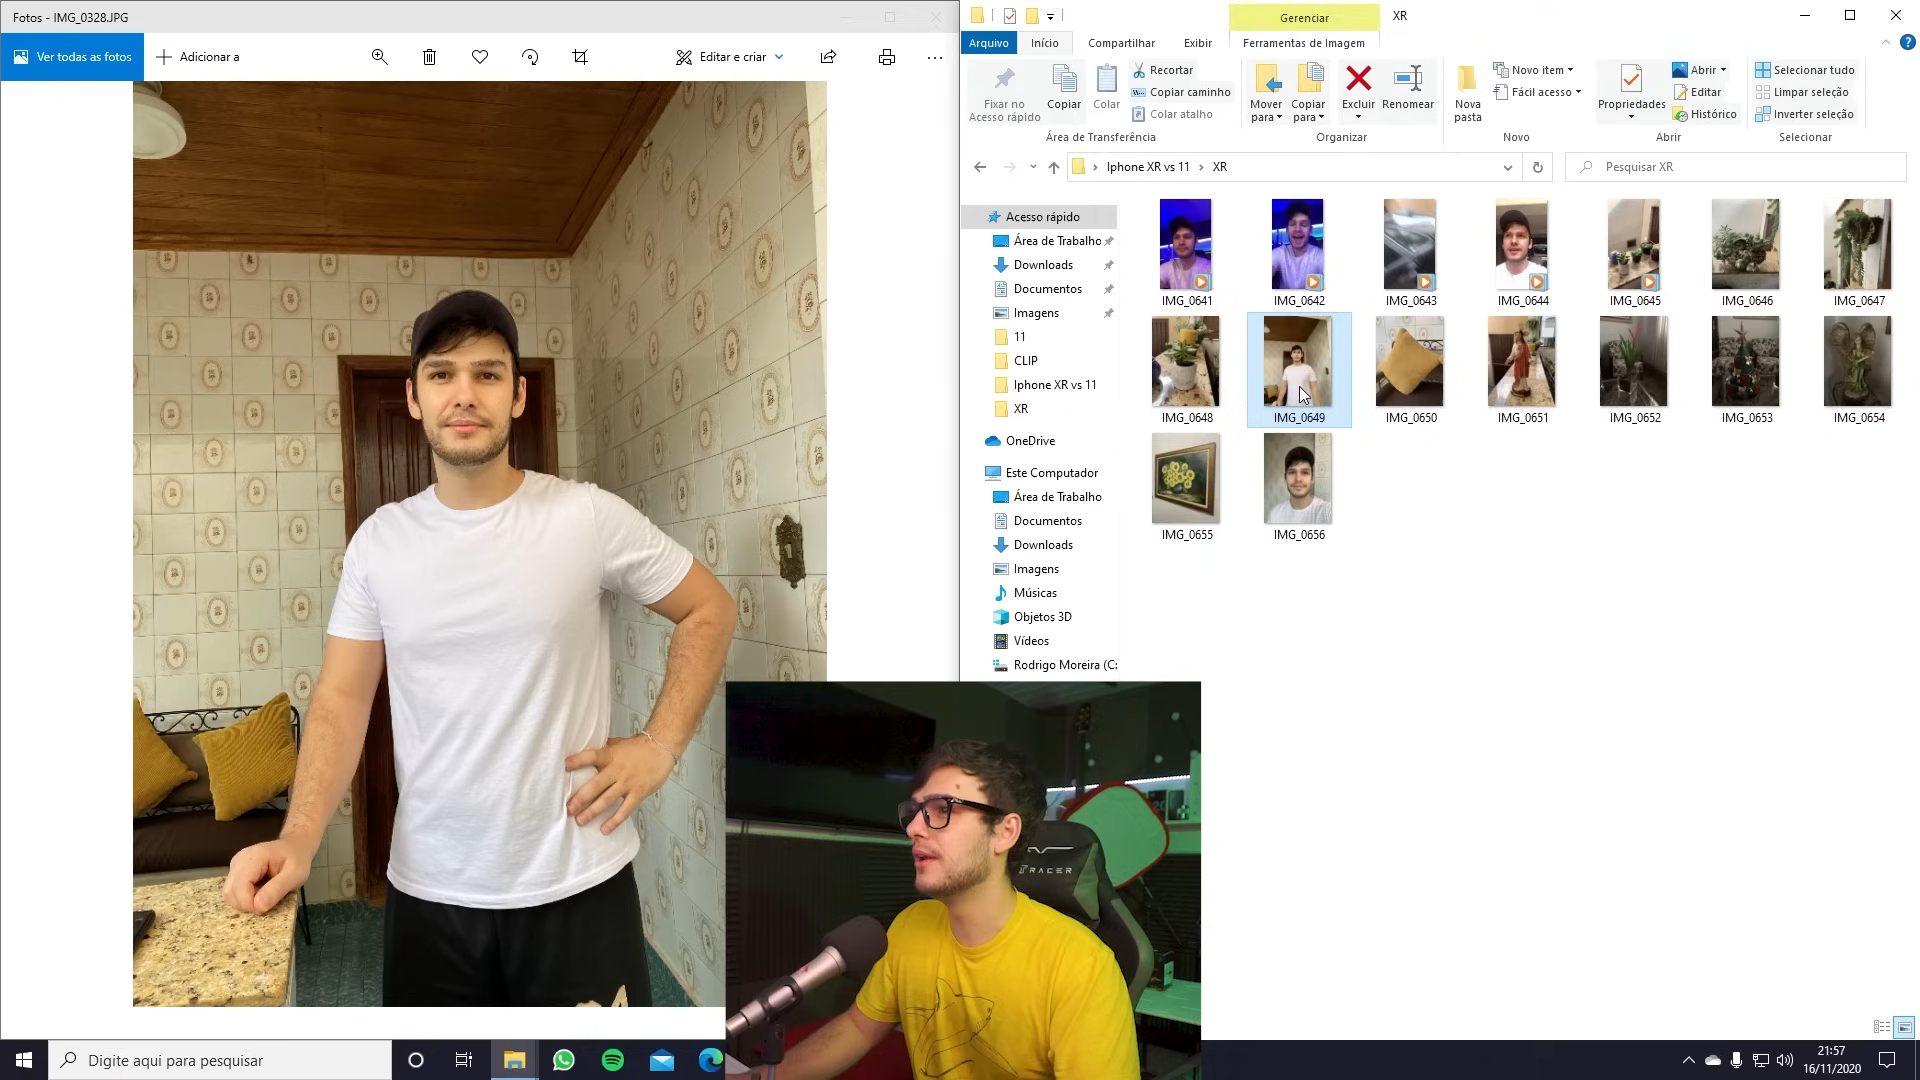 Fotos - IMG_0328.JPG
Ver todas as fotos
Adicionar a
Editar e criar
Gerenciar
XR
Arquivo
Início
Compartilhar
Exibir
Ferramentas de Imagem
Fixar no
Acesso rápido
Copiar
Colar
Recortar
Copiar caminho
Colar atalho
Área de Transferência
Mover
para
Copiar
para
Excluir
Renomear
Organizar
Nova
pasta
Novo item
Fácil acesso
Novo
Propriedades
Abrir
Editar
Histórico
Abrir
Selecionar tudo
Limpar seleção
Inverter seleção
Selecionar
Iphone XR vs 11 › XR
Pesquisar XR
Acesso rápido
Área de Trabalho
Downloads
Documentos
Imagens
11
CLIP
Iphone XR vs 11
XR
OneDrive
Este Computador
Área de Trabalho
Documentos
Downloads
Imagens
Músicas
Objetos 3D
Vídeos
Rodrigo Moreira (C:
IMG_0641
IMG_0642
IMG_0643
IMG_0644
IMG_0645
IMG_0646
IMG_0647
IMG_0648
IMG_0649
IMG_0650
IMG_0651
IMG_0652
IMG_0653
IMG_0654
IMG_0655
IMG_0656
TRACER
Digite aqui para pesquisar
21:57
16/11/2020